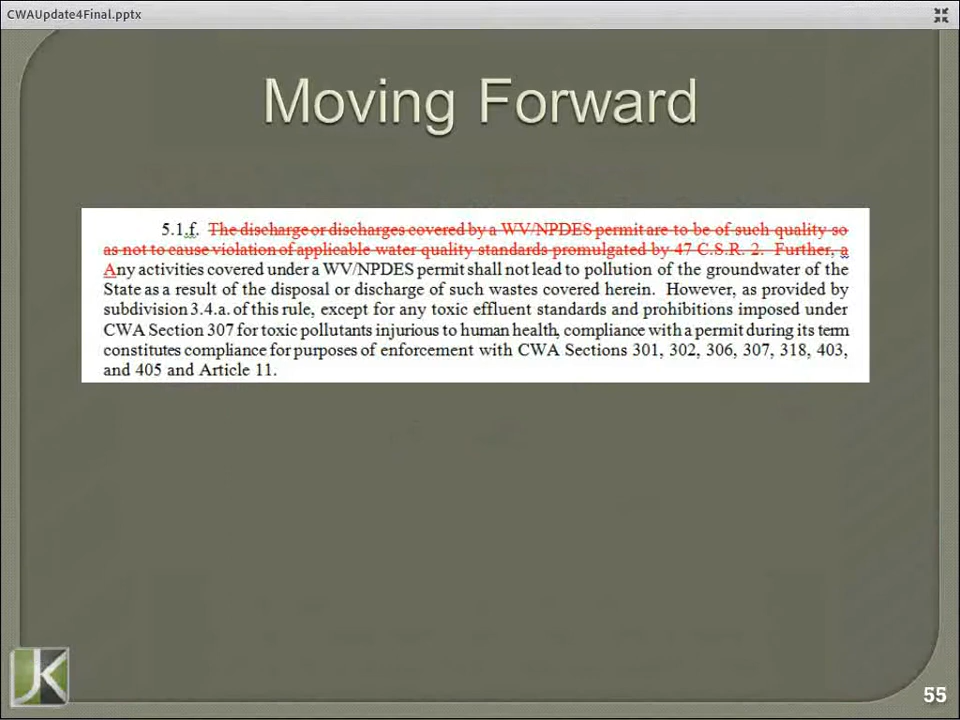 CWAUpdate4Final.pptx
Moving Forward
5.1.f. The discharge or discharges covered by a WV/NPDES permit are to be of such quality so
as not to cause violation of applicable water quality standards promulgated by 47 C.S.R. 2. Further, a
Any activities covered under a WV/NPDES permit shall not lead to pollution of the groundwater of the
State as a result of the disposal or discharge of such wastes covered herein. However, as provided by
subdivision 3.4.a. of this rule, except for any toxic effluent standards and prohibitions imposed under
CWA Section 307 for toxic pollutants injurious to human health, compliance with a permit during its term
constitutes compliance for purposes of enforcement with CWA Sections 301, 302, 306, 307, 318, 403,
and 405 and Article 11.
JK
55